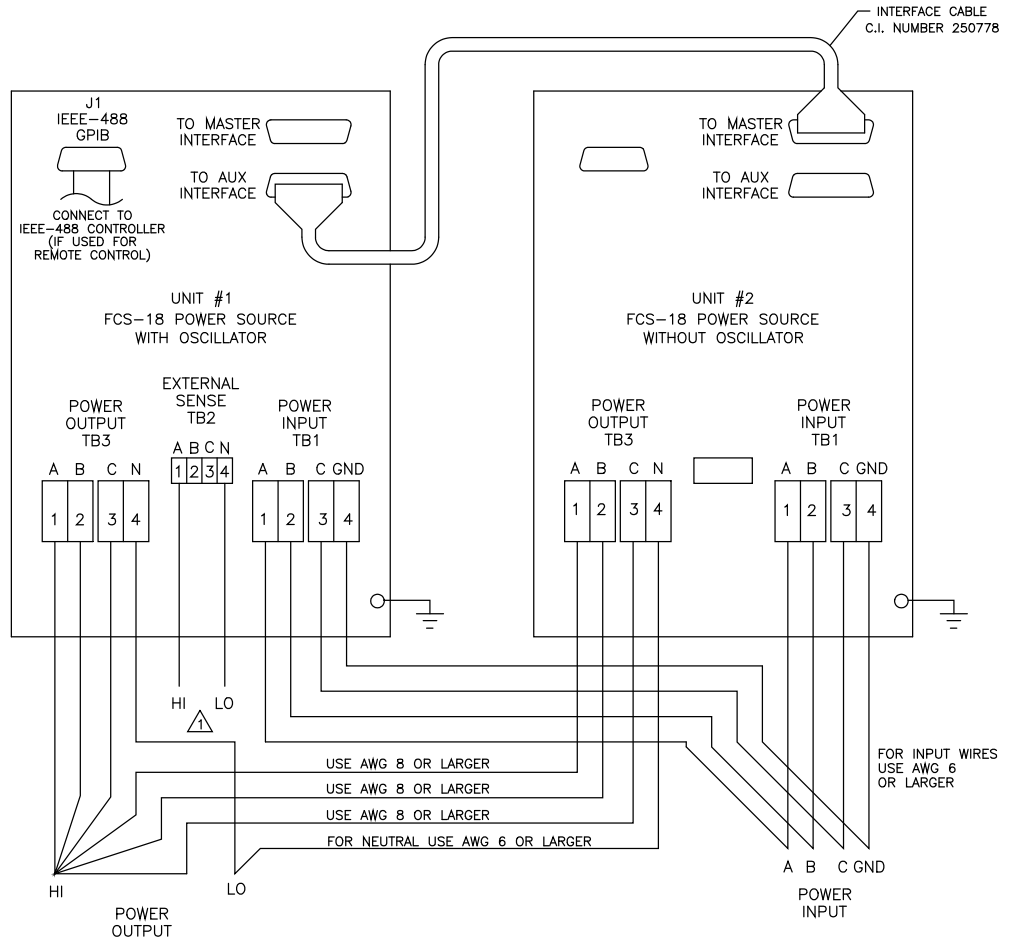 INTERFACE CABLE
C.I. NUMBER 250778
J1
IEEE-488
GPIB
TO MASTER
INTERFACE
TO AUX
INTERFACE
CONNECT TO
IEEE-488 CONTROLLER
(IF USED FOR
REMOTE CONTROL)
TO MASTER
INTERFACE
TO AUX
INTERFACE
UNIT #1
FCS-18 POWER SOURCE
WITH OSCILLATOR
UNIT #2
FCS-18 POWER SOURCE
WITHOUT OSCILLATOR
POWER
OUTPUT
TB3
A B C N
1 2 3 4
EXTERNAL
SENSE
TB2
A B C N
1 2 3 4
POWER
INPUT
TB1
A B C GND
1 2 3 4
POWER
OUTPUT
TB3
A B C N
1 2 3 4
POWER
INPUT
TB1
A B C GND
1 2 3 4
HI LO
1
USE AWG 8 OR LARGER
USE AWG 8 OR LARGER
USE AWG 8 OR LARGER
FOR NEUTRAL USE AWG 6 OR LARGER
FOR INPUT WIRES
USE AWG 6
OR LARGER
HI
LO
POWER
OUTPUT
A B C GND
POWER
INPUT